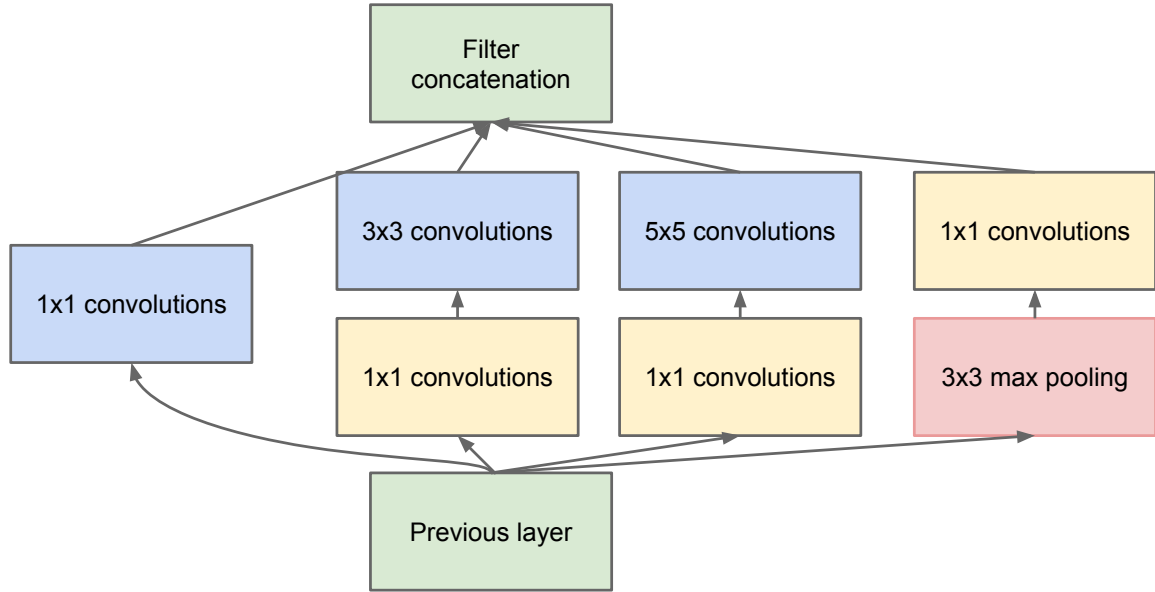 Filter
concatenation
3x3 convolutions
5x5 convolutions
1x1 convolutions
1x1 convolutions
1x1 convolutions
1x1 convolutions
3x3 max pooling
Previous layer